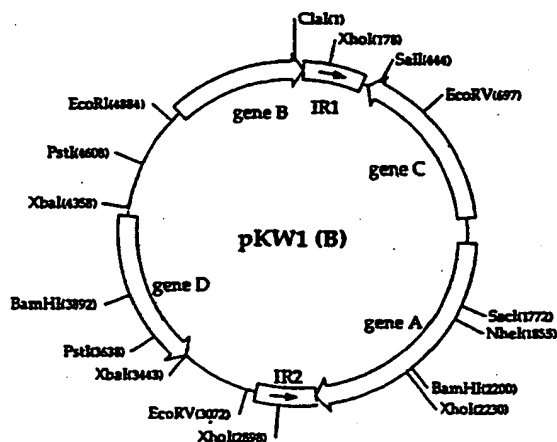 ClaI(1)
XhoI(178)
SalI(444)
EcoRV(697)
EcoRI(4884)
gene B
IR1
PstI(4608)
gene C
XbaI(4358)
pKW1 (B)
gene D
BamHI(3892)
gene A
SacI(1772)
NheI(1855)
PstI(3638)
XbaI(3443)
IR2
BamHI(2200)
XhoI(2230)
EcoRV(3072)
XhoI(2898)